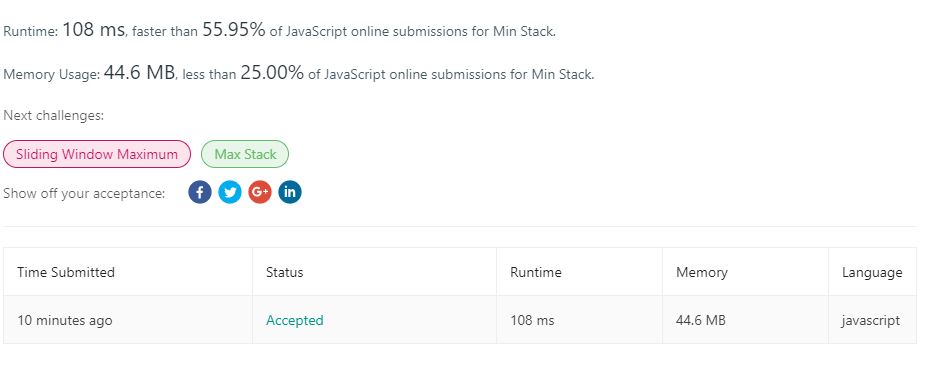 Runtime: 108 ms, faster than 55.95% of JavaScript online submissions for Min Stack.
Memory Usage: 44.6 MB, less than 25.00% of JavaScript online submissions for Min Stack.
Next challenges:
Sliding Window Maximum Max Stack
Show off your acceptance: f G+ in
Time Submitted Status Runtime Memory Language
10 minutes ago Accepted 108 ms 44.6 MB javascript